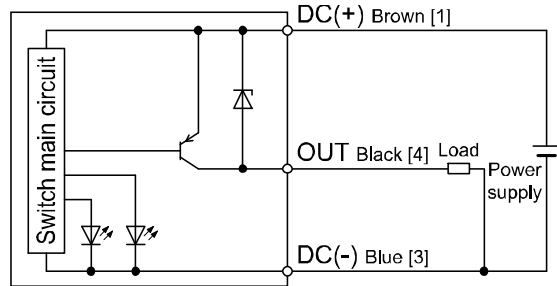 DC(+) Brown [1]
Switch main circuit
OUT Black [4]
Load
Power
supply
DC(-) Blue [3]